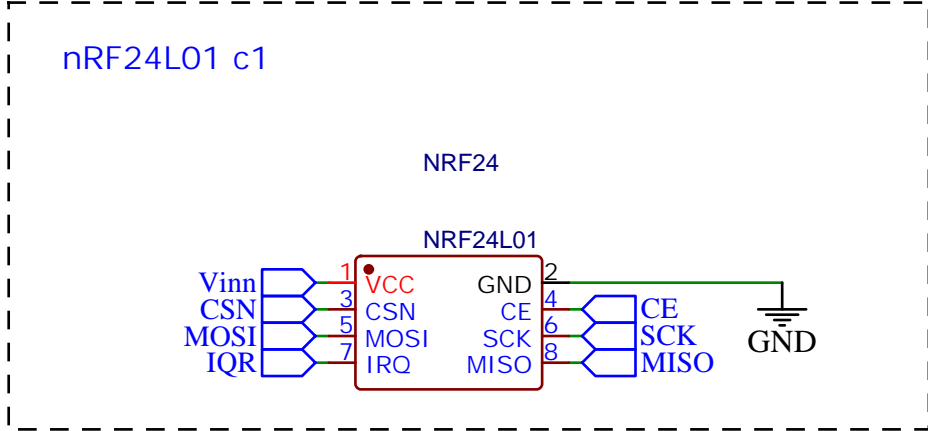 nRF24L01 c1
NRF24
NRF24L01
Vinn 1 VCC GND 2
CSN 3 CSN CE 4 CE
MOSI 5 MOSI SCK 6 SCK
IQR 7 IRQ MISO 8 MISO
GND